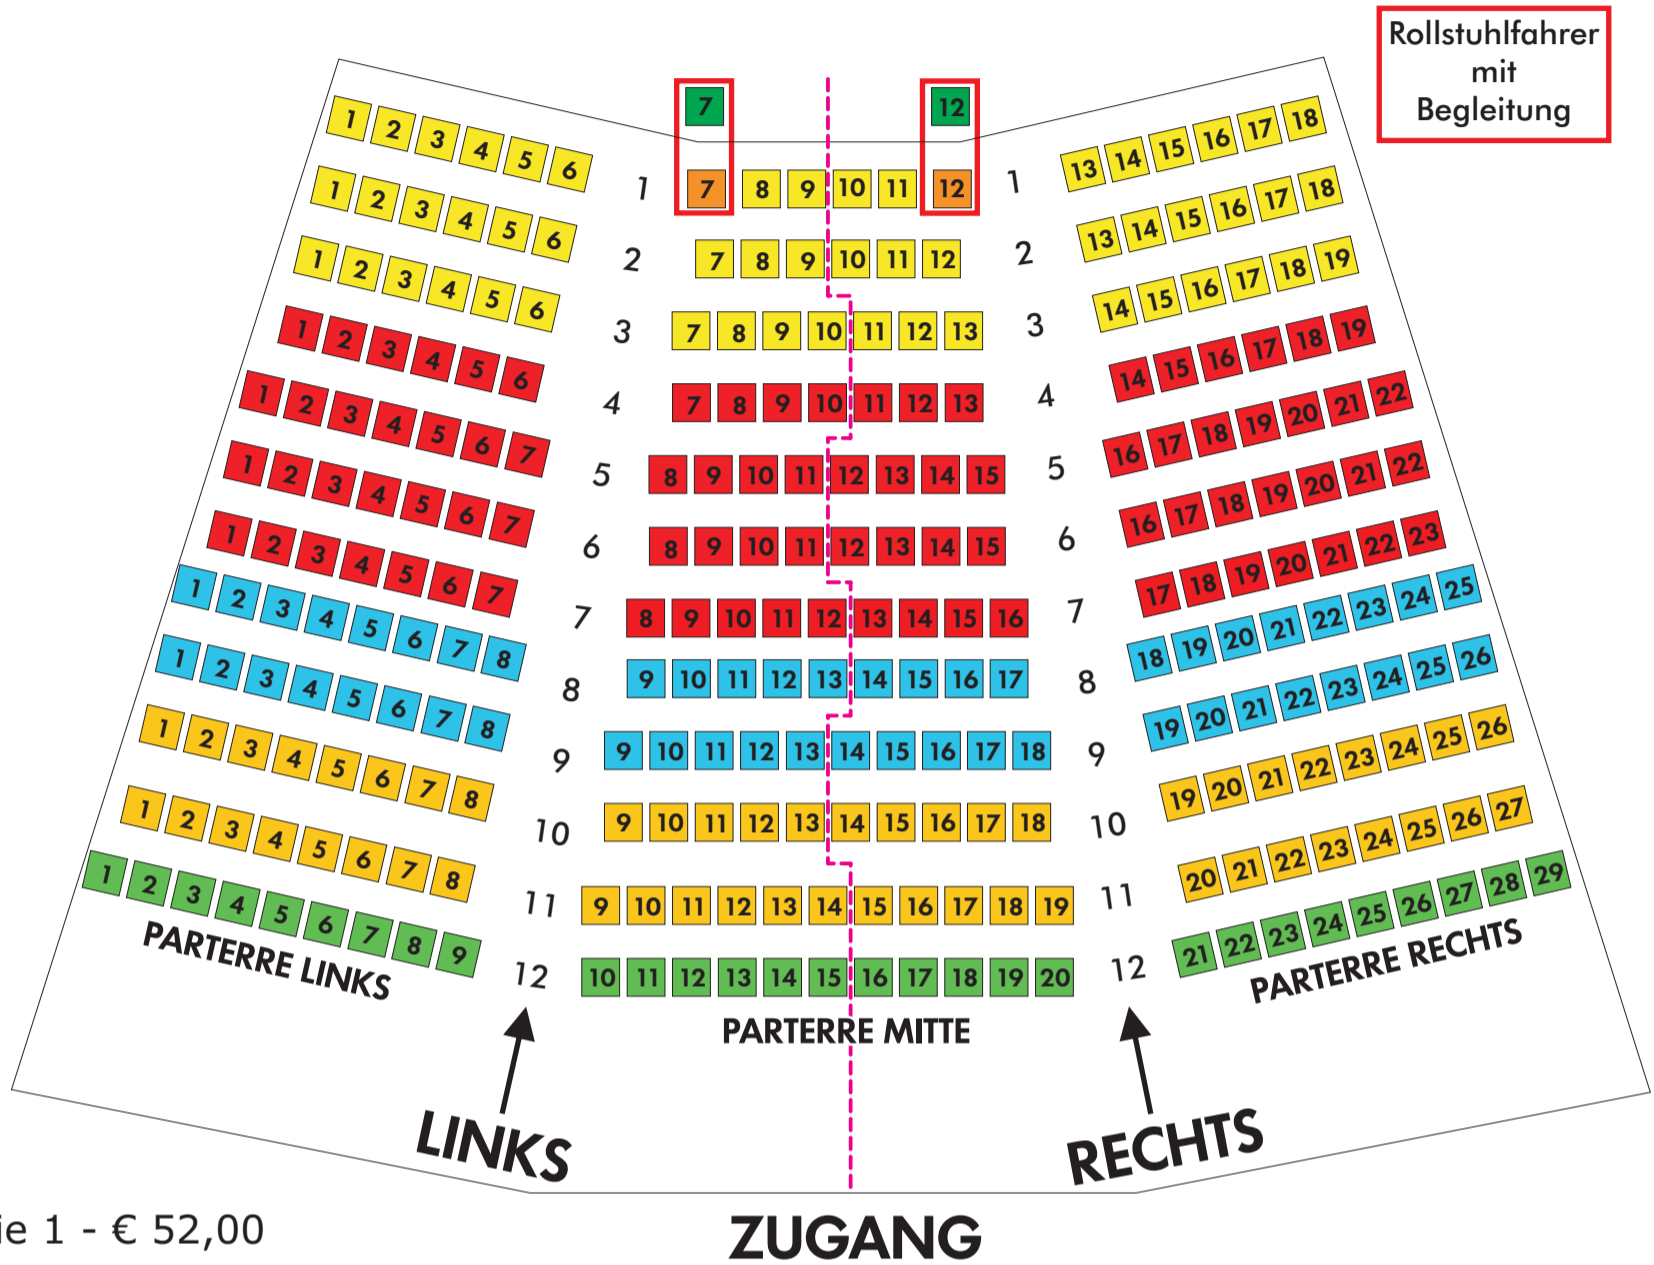 Rollstuhlfahrer
mit
Begleitung
7 12
1 2 3 4 5 6 1 7 8 9 10 11 12 1 13 14 15 16 17 18
1 2 3 4 5 6 2 7 8 9 10 11 12 2 13 14 15 16 17 18
1 2 3 4 5 6 3 7 8 9 10 11 12 13 3 14 15 16 17 18 19
1 2 3 4 5 6 4 7 8 9 10 11 12 13 4 14 15 16 17 18 19
1 2 3 4 5 6 7 5 8 9 10 11 12 13 14 15 5 16 17 18 19 20 21 22
1 2 3 4 5 6 7 6 8 9 10 11 12 13 14 15 6 16 17 18 19 20 21 22
1 2 3 4 5 6 7 7 8 9 10 11 12 13 14 15 16 7 17 18 19 20 21 22 23
1 2 3 4 5 6 7 8 8 9 10 11 12 13 14 15 16 17 8 18 19 20 21 22 23 24 25
1 2 3 4 5 6 7 8 9 9 10 11 12 13 14 15 16 17 18 9 19 20 21 22 23 24 25 26
1 2 3 4 5 6 7 8 10 9 10 11 12 13 14 15 16 17 18 10 19 20 21 22 23 24 25 26
1 2 3 4 5 6 7 8 11 9 10 11 12 13 14 15 16 17 18 19 11 20 21 22 23 24 25 26 27
1 2 3 4 5 6 7 8 9 12 10 11 12 13 14 15 16 17 18 19 20 12 21 22 23 24 25 26 27 28 29
PARTERRE LINKS
PARTERRE MITTE
PARTERRE RECHTS
LINKS
RECHTS
ZUGANG
ie 1 - € 52,00